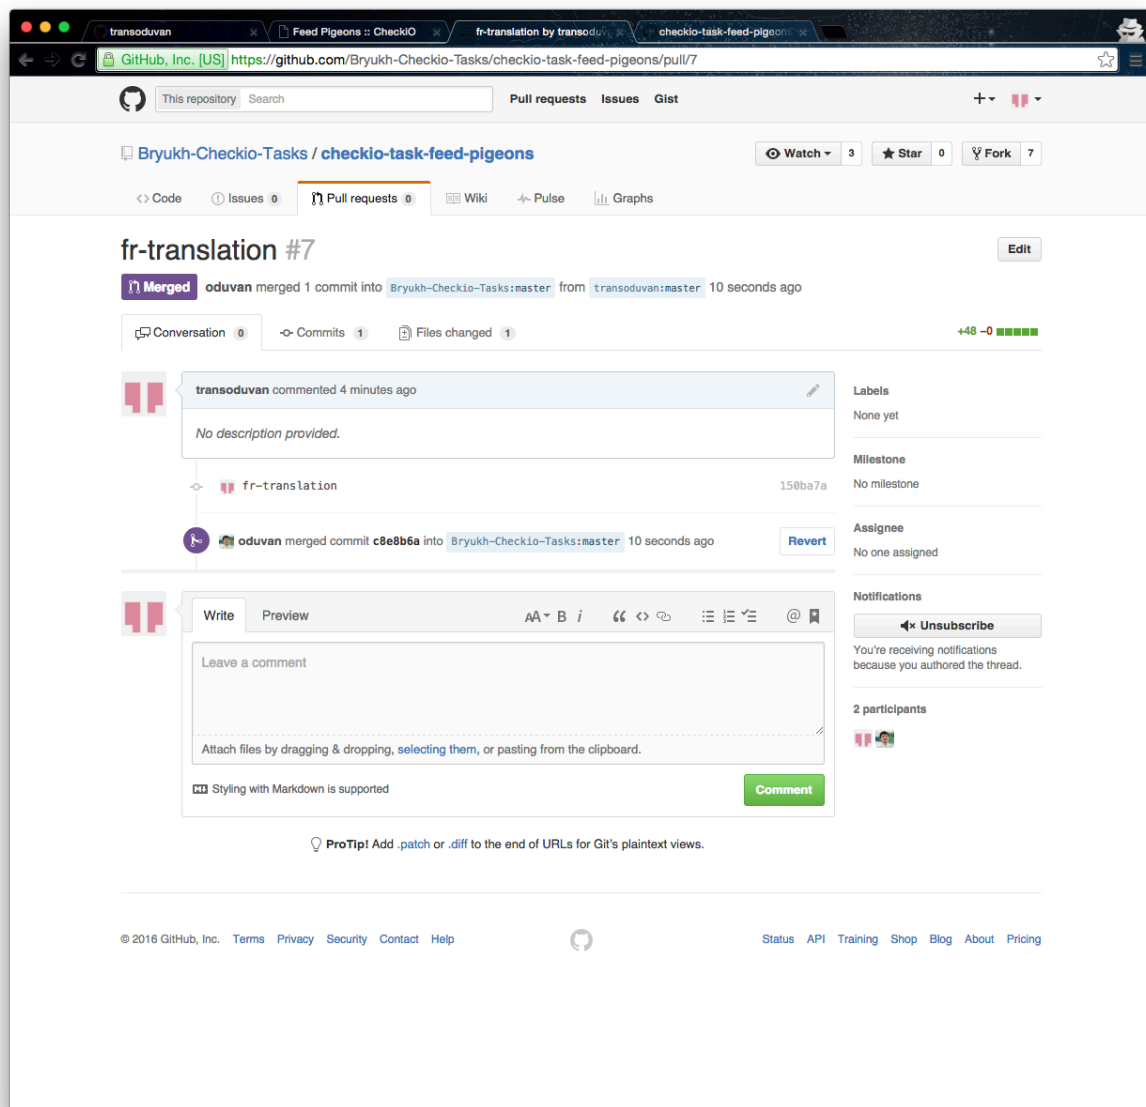 transoduvan Feed Pigeons :: CheckiO fr-translation by transoduv checkio-task-feed-pigeons
GitHub, Inc. [US] https://github.com/Bryukh-Checkio-Tasks/checkio-task-feed-pigeons/pull/7
This repository Search Pull requests Issues Gist
Bryukh-Checkio-Tasks / checkio-task-feed-pigeons Watch 3 Star 0 Fork 7
Code Issues 0 Pull requests 0 Wiki Pulse Graphs
fr-translation #7 Edit
Merged oduvan merged 1 commit into Bryukh-Checkio-Tasks:master from transoduvan:master 10 seconds ago
Conversation 0 Commits 1 Files changed 1 +48 −0
transoduvan commented 4 minutes ago
No description provided.
fr-translation 150ba7a
oduvan merged commit c8e8b6a into Bryukh-Checkio-Tasks:master 10 seconds ago Revert
Labels
None yet
Milestone
No milestone
Assignee
No one assigned
Notifications
Unsubscribe
You're receiving notifications
because you authored the thread.
2 participants
Write Preview AA B i @
Leave a comment
Attach files by dragging & dropping, selecting them, or pasting from the clipboard.
Styling with Markdown is supported Comment
ProTip! Add .patch or .diff to the end of URLs for Git's plaintext views.
© 2016 GitHub, Inc. Terms Privacy Security Contact Help Status API Training Shop Blog About Pricing